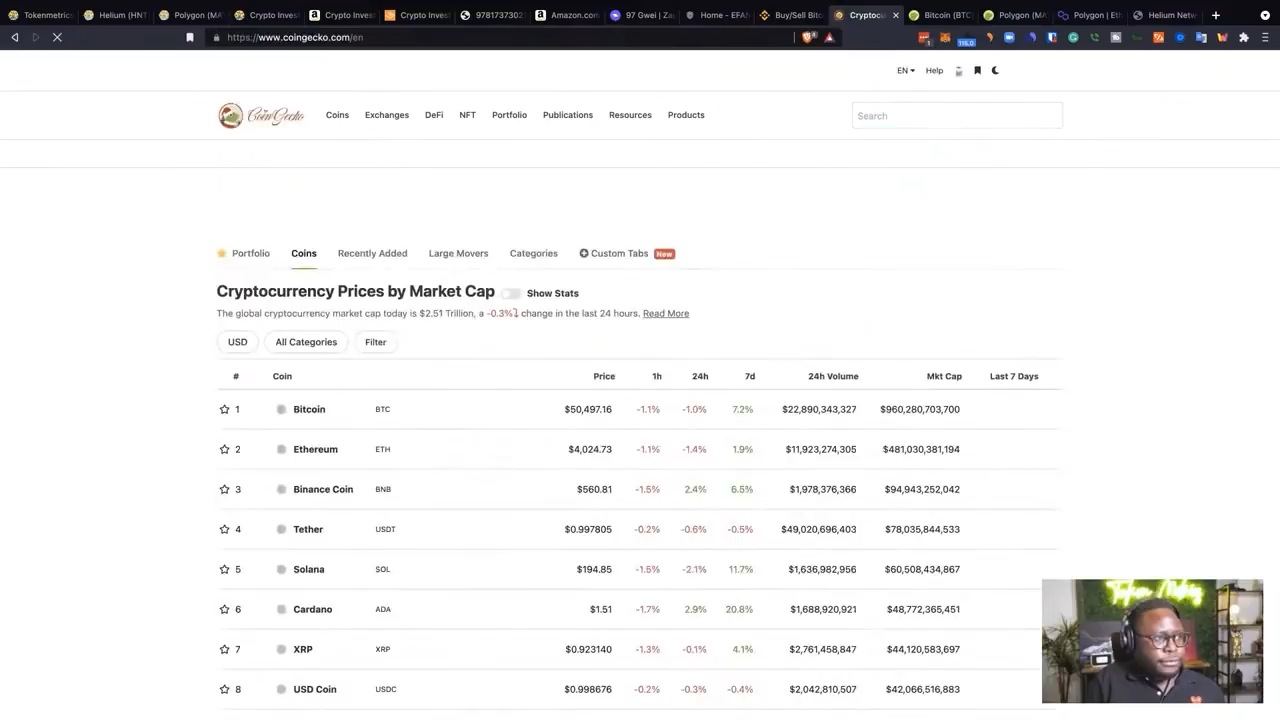 Tokenmetrics
Helium (HNT
Polygon (MA
Crypto Inves
Crypto Inves
Crypto Inves
9781737302
Amazon.com
97 Gwei | Za
Home - EFAN
Buy/Sell Bitc
Cryptocu
Bitcoin (BTC
Polygon (MA
Polygon | Eth
Helium Netw
https://www.coingecko.com/en
EN Help
CoinGecko Coins Exchanges DeFi NFT Portfolio Publications Resources Products Search
Portfolio Coins Recently Added Large Movers Categories Custom Tabs New
Cryptocurrency Prices by Market Cap Show Stats
The global cryptocurrency market cap today is $2.51 Trillion, a -0.3% change in the last 24 hours. Read More
USD All Categories Filter
# Coin Price 1h 24h 7d 24h Volume Mkt Cap Last 7 Days
1 Bitcoin BTC $50,497.16 -1.1% -1.0% 7.2% $22,890,343,327 $960,280,703,700
2 Ethereum ETH $4,024.73 -1.1% -1.4% 1.9% $11,923,274,305 $481,030,381,194
3 Binance Coin BNB $560.81 -1.5% 2.4% 6.5% $1,978,376,366 $94,943,252,042
4 Tether USDT $0.997805 -0.2% -0.6% -0.5% $49,020,696,403 $78,035,844,533
5 Solana SOL $194.85 -1.5% -2.1% 11.7% $1,636,982,956 $60,508,434,867
6 Cardano ADA $1.51 -1.7% 2.9% 20.8% $1,688,920,921 $48,772,365,451
7 XRP XRP $0.923140 -1.3% -0.1% 4.1% $2,761,458,847 $44,120,583,697
8 USD Coin USDC $0.998676 -0.2% -0.3% -0.4% $2,042,810,507 $42,066,516,883